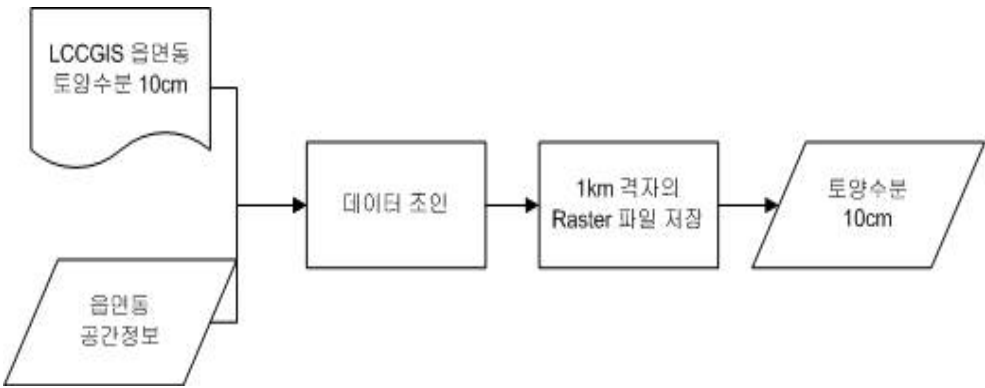 LCCGIS 읍면동
토양수분 10cm
읍면동
공간정보
데이터 조인
1km 격자의
Raster 파일 저장
토양수분
10cm